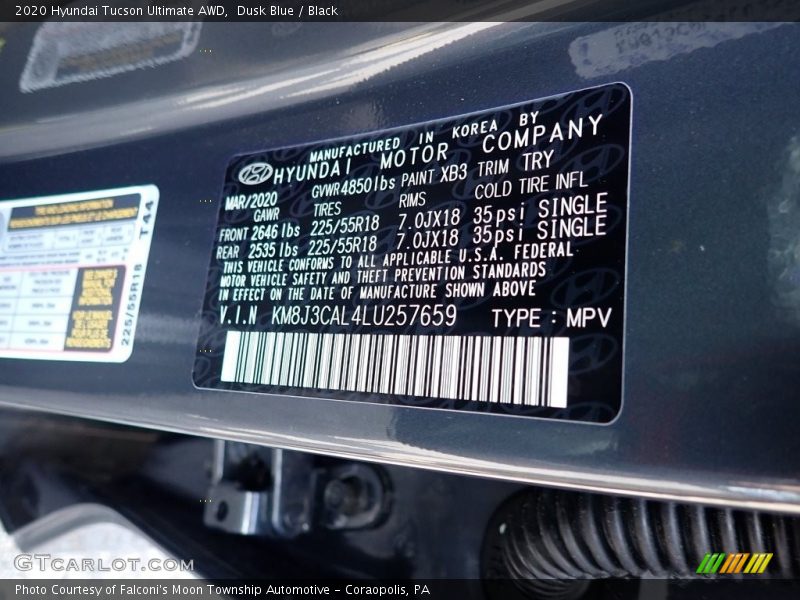 2020 Hyundai Tucson Ultimate AWD,  Dusk Blue / Black
MANUFACTURED IN KOREA BY
HYUNDAI MOTOR COMPANY
MAR/2020 GVWR 4850lbs PAINT XB3 TRIM TRY
GAWR TIRES RIMS COLD TIRE INFL
FRONT 2646 lbs 225/55R18 7.0JX18 35psi SINGLE
REAR 2535 lbs 225/55R18 7.0JX18 35psi SINGLE
THIS VEHICLE CONFORMS TO ALL APPLICABLE U.S.A. FEDERAL
MOTOR VEHICLE SAFETY AND THEFT PREVENTION STANDARDS
IN EFFECT ON THE DATE OF MANUFACTURE SHOWN ABOVE
V.I.N KM8J3CAL4LU257659 TYPE : MPV
225/55R18 T44
GTCARLOT.COM
Photo Courtesy of Falconi's Moon Township Automotive - Coraopolis, PA